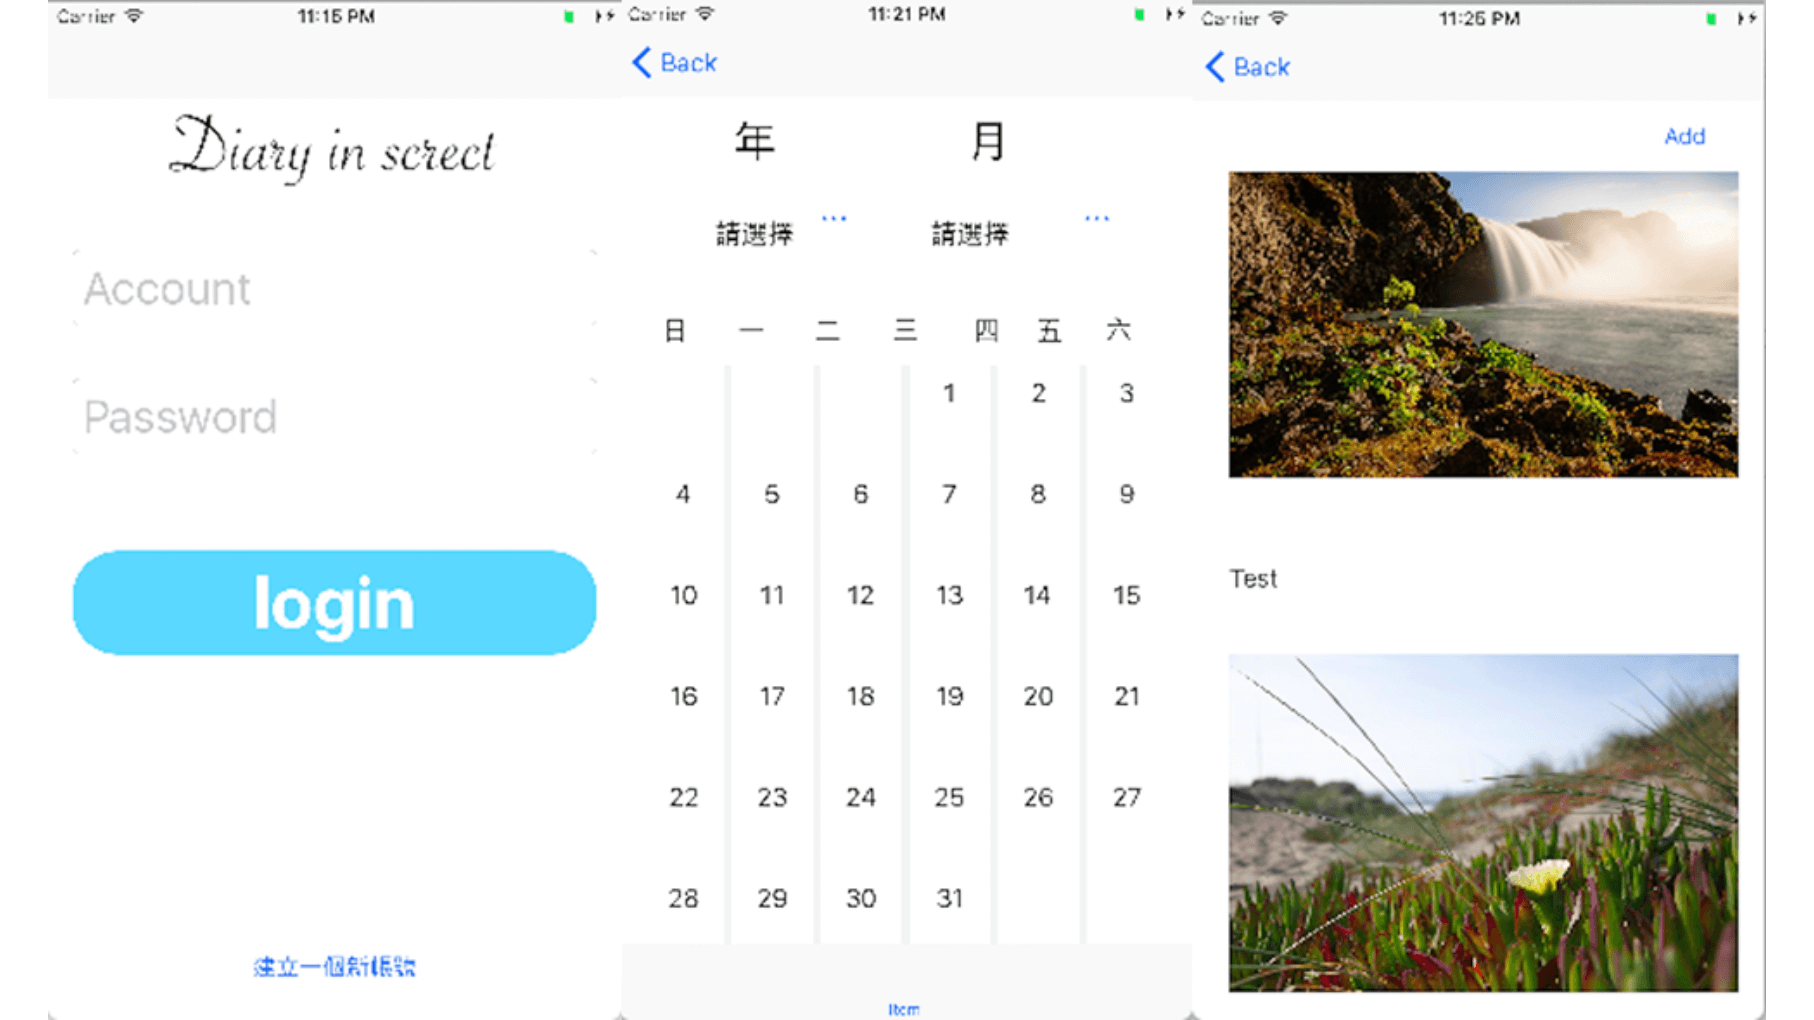 Carrier 11:15 PM
Diary in screct
Account
Password
login
建立一個新帳號
Carrier 11:21 PM
Back
年 月
請選擇 ... 請選擇 ...
日 一 二 三 四 五 六
1 2 3
4 5 6 7 8 9
10 11 12 13 14 15
16 17 18 19 20 21
22 23 24 25 26 27
28 29 30 31
Item
Carrier 11:25 PM
Back
Add
Test